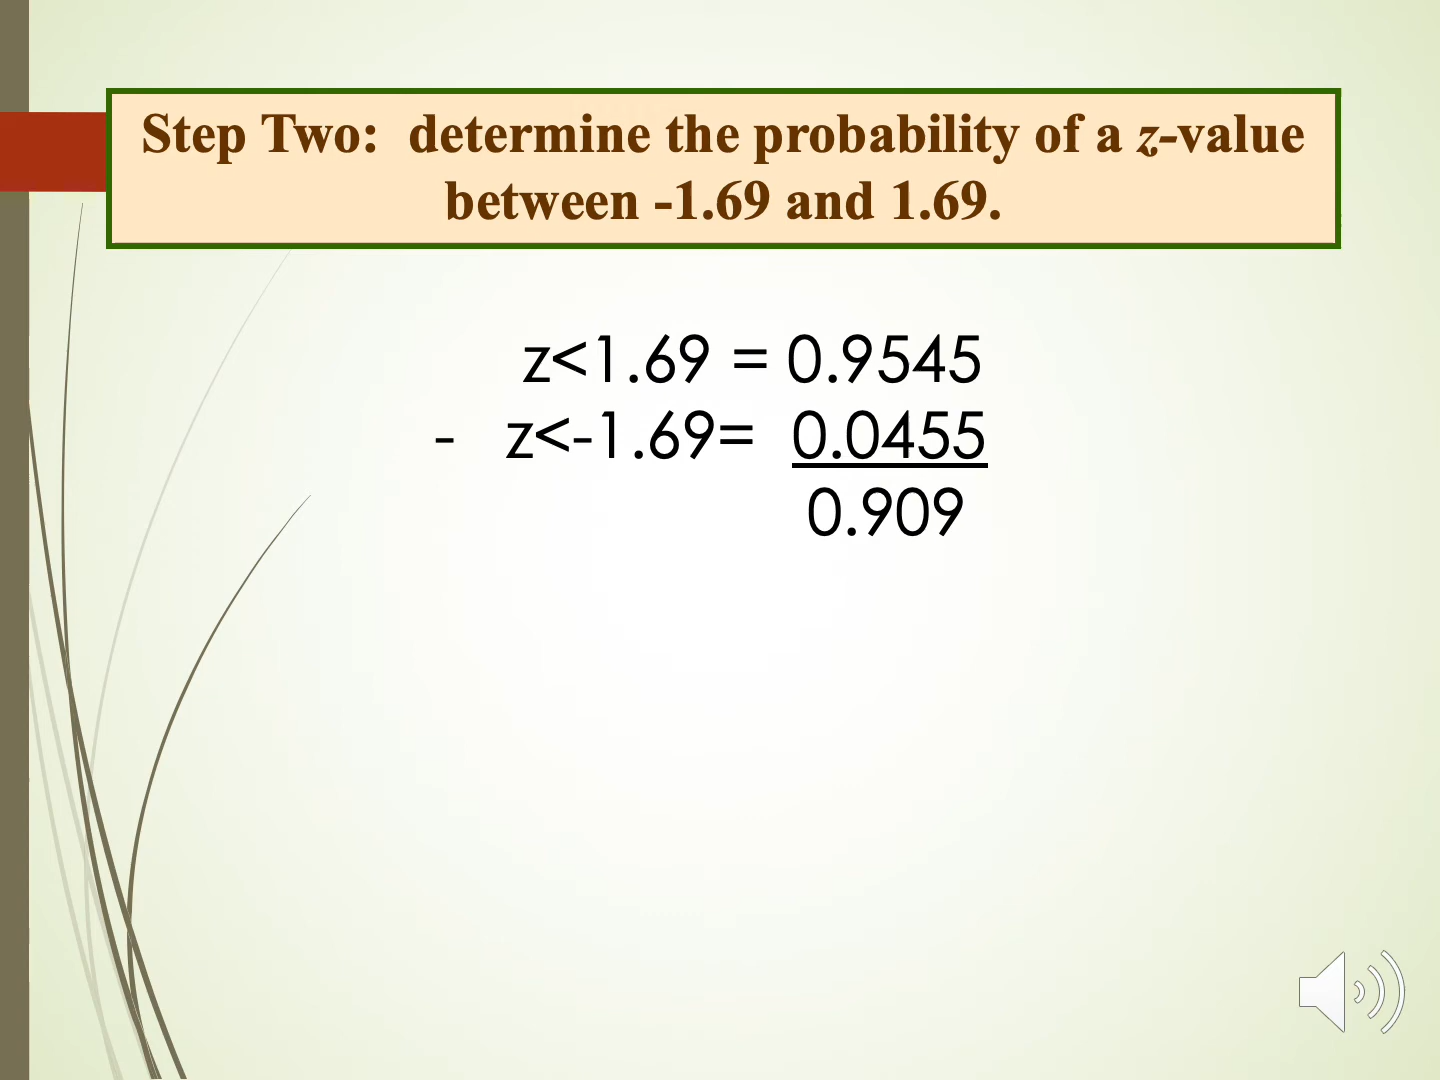 Step Two:  determine the probability of a z-value
between -1.69 and 1.69.
z<1.69 = 0.9545
-   z<-1.69=  0.0455
0.909